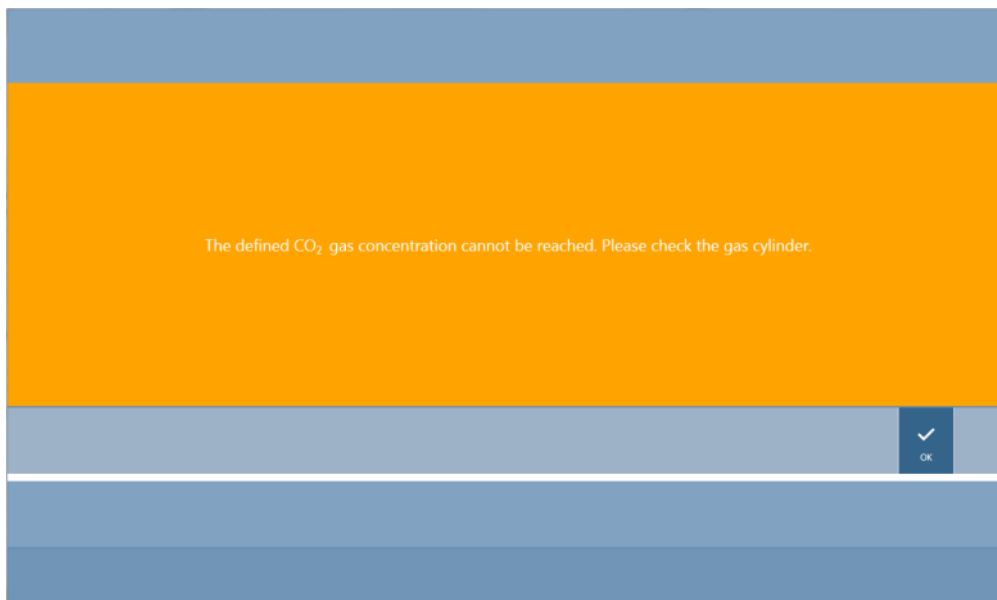 The defined CO₂ gas concentration cannot be reached. Please check the gas cylinder.
OK